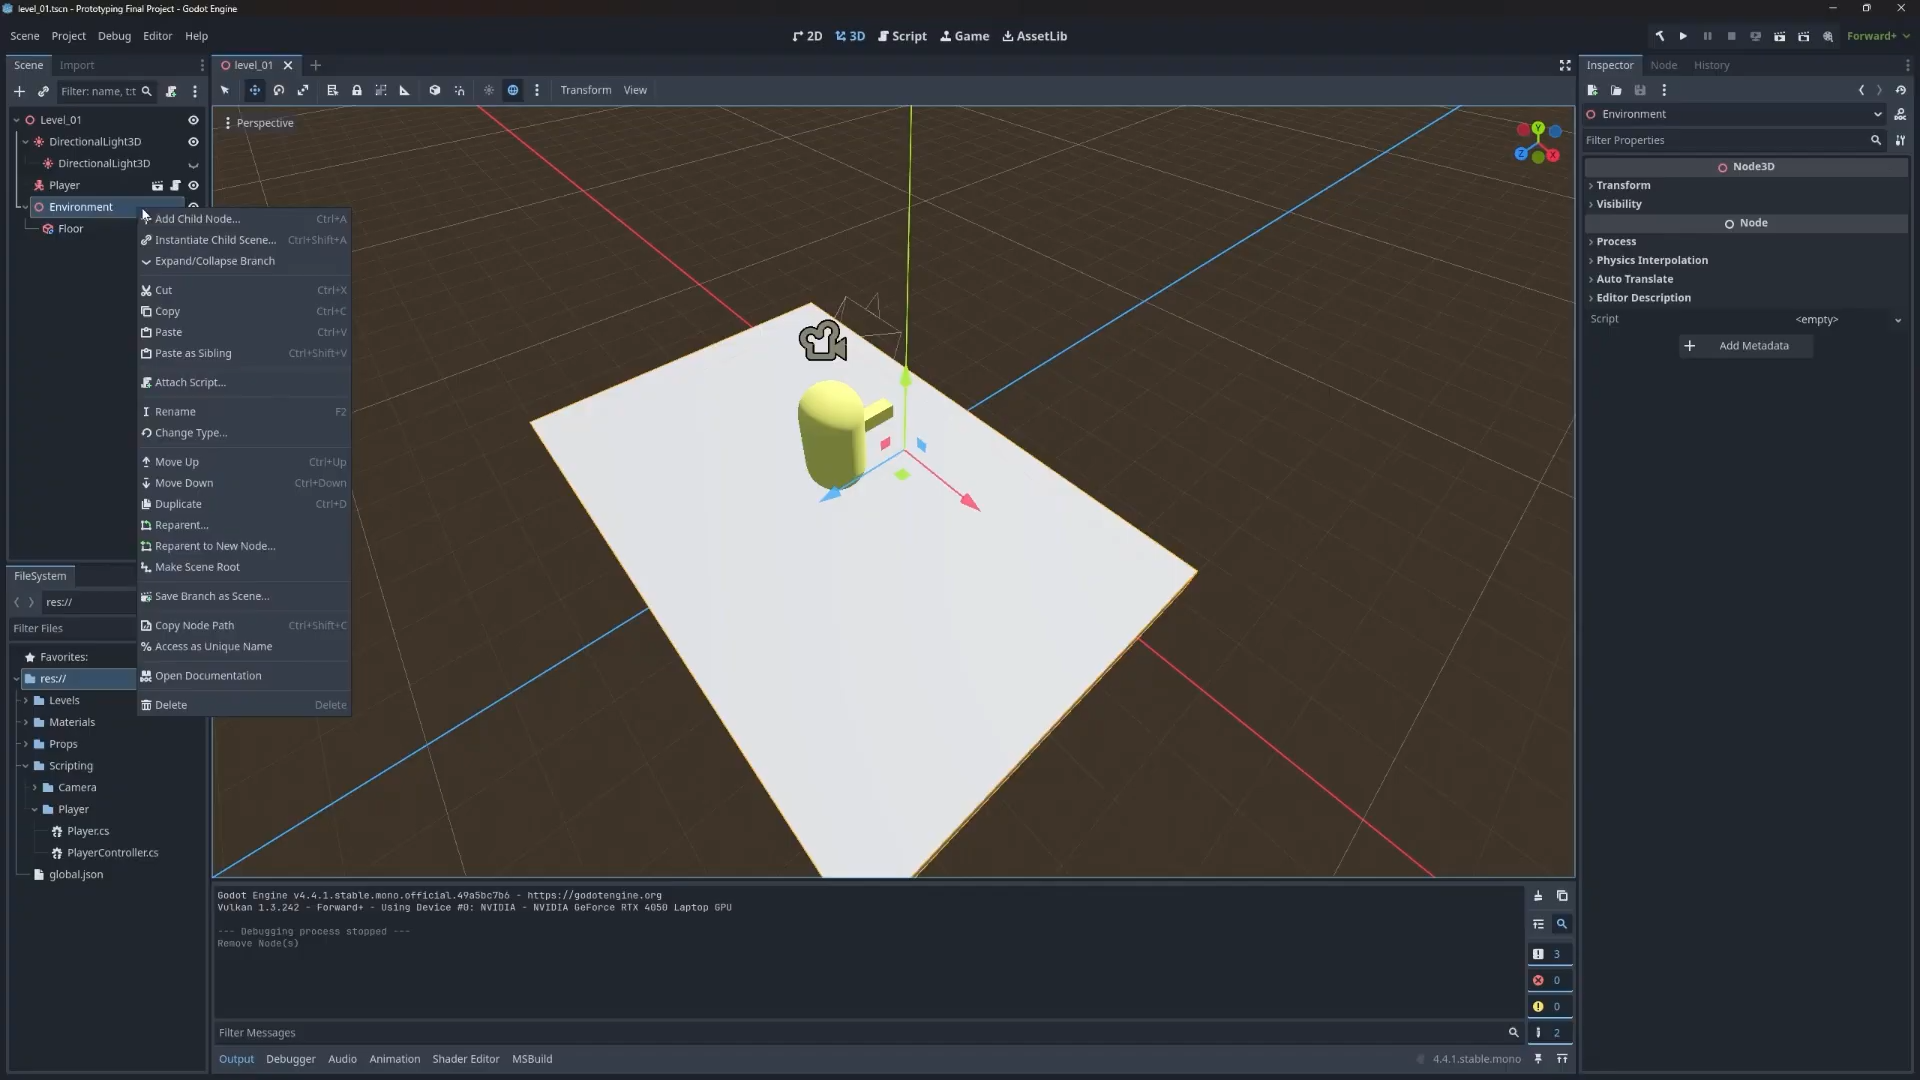 level_01.tscn - Prototyping Final Project - Godot Engine
Scene Project Debug Editor Help
2D 3D Script Game AssetLib
Forward+
Scene Import
level_01
Inspector Node History
Filter: name, t:t
Transform View
Perspective
Level_01
DirectionalLight3D
DirectionalLight3D
Player
Environment
Floor
Add Child Node... Ctrl+A
Instantiate Child Scene... Ctrl+Shift+A
Expand/Collapse Branch
Cut Ctrl+X
Copy Ctrl+C
Paste Ctrl+V
Paste as Sibling Ctrl+Shift+V
Attach Script...
Rename F2
Change Type...
Move Up Ctrl+Up
Move Down Ctrl+Down
Duplicate Ctrl+D
Reparent...
Reparent to New Node...
Make Scene Root
Save Branch as Scene...
Copy Node Path Ctrl+Shift+C
Access as Unique Name
Open Documentation
Delete Delete
Y
Z
X
Environment
Filter Properties
Node3D
Transform
Visibility
Node
Process
Physics Interpolation
Auto Translate
Editor Description
Script <empty>
Add Metadata
FileSystem
res://
Filter Files
Favorites:
res://
Levels
Materials
Props
Scripting
Camera
Player
Player.cs
PlayerController.cs
global.json
Godot Engine v4.4.1.stable.mono.official.49a5bc7b6 - https://godotengine.org
Vulkan 1.3.242 - Forward+ - Using Device #0: NVIDIA - NVIDIA GeForce RTX 4050 Laptop GPU
--- Debugging process stopped ---
Remove Node(s)
3
0
0
2
Filter Messages
Output Debugger Audio Animation Shader Editor MSBuild
4.4.1.stable.mono